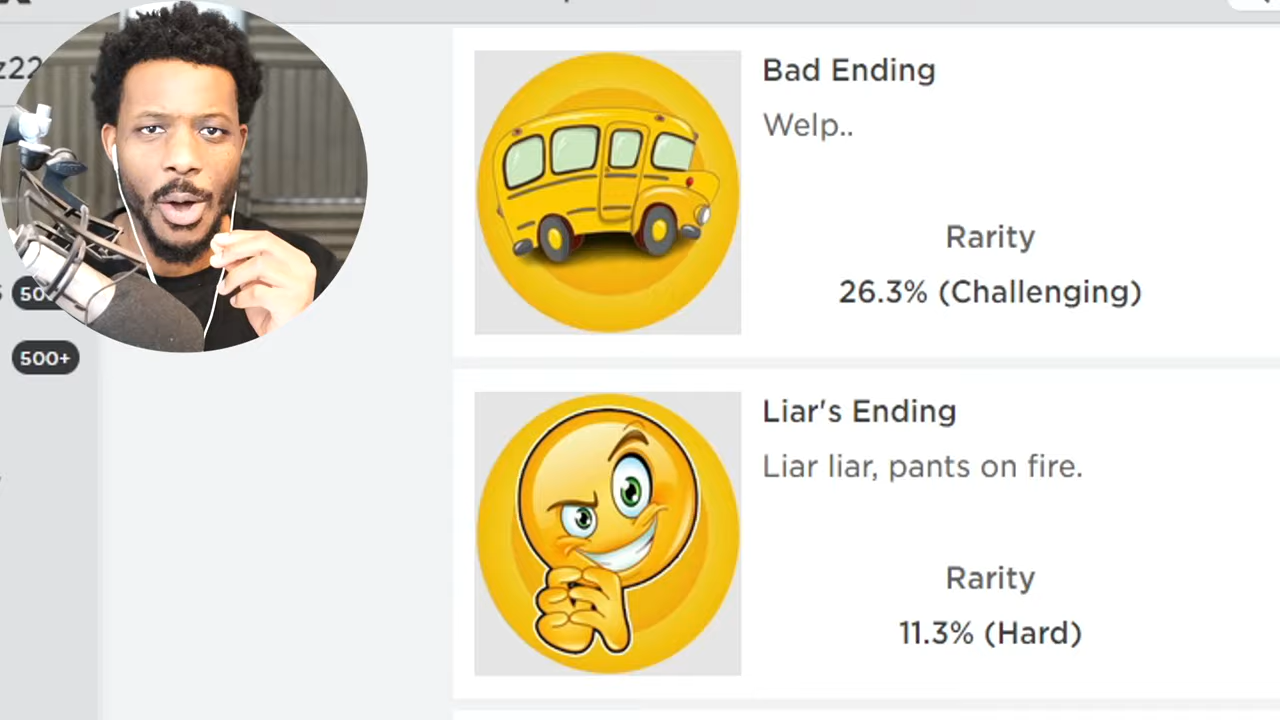 z22
Bad Ending
Welp..
Rarity
26.3% (Challenging)
500+
Liar's Ending
Liar liar, pants on fire.
Rarity
11.3% (Hard)